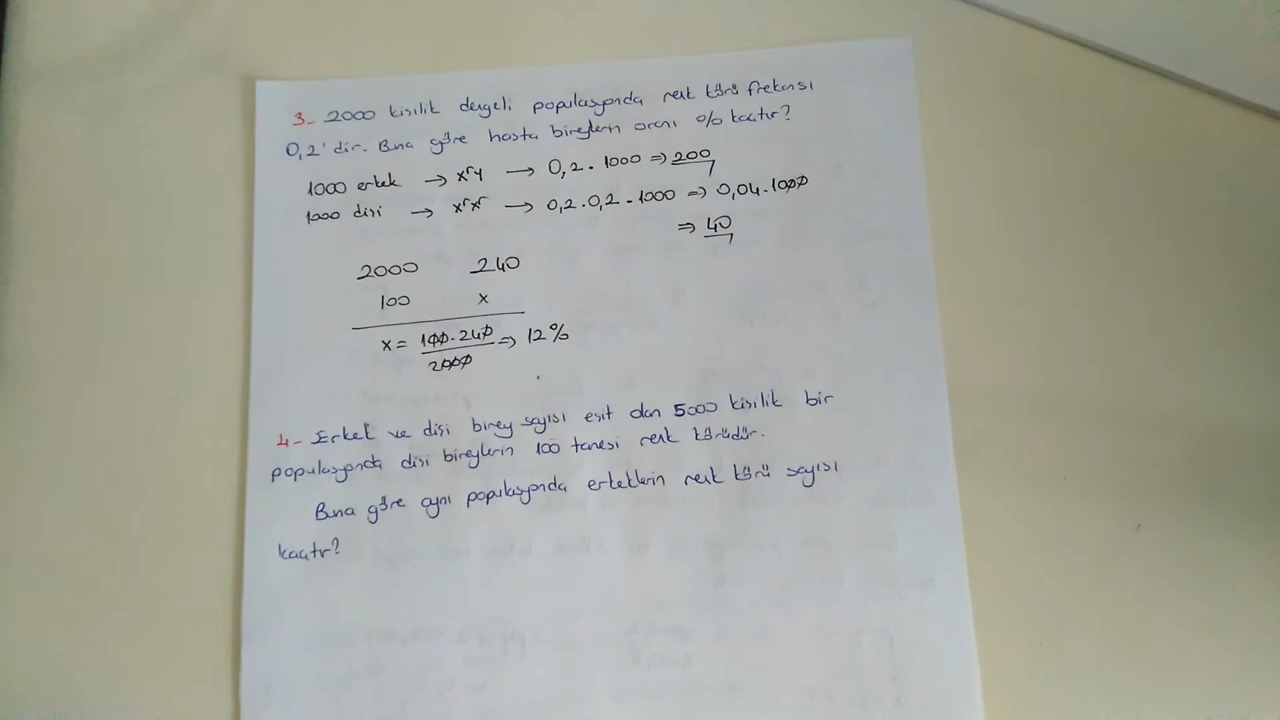 3- 2000 kişilik dengeli populasyonda renk körü frekansı
0,2' dir. Buna göre hasta bireylerin oranı % kaçtır?
1000 erkek → xʳy → 0,2 . 1000 ⇒ 200
1000 dişi → xʳxʳ → 0,2 . 0,2 . 1000 ⇒ 0,04 . 1000
⇒ 40
2000 240
100 x
x = 100 . 240 / 2000 ⇒ 12%
4- Erkek ve dişi birey sayısı eşit olan 5000 kişilik bir
populasyonda dişi bireylerin 100 tanesi renk körüdür.
Buna göre aynı populasyonda erkeklerin renk körü sayısı
kaçtır?